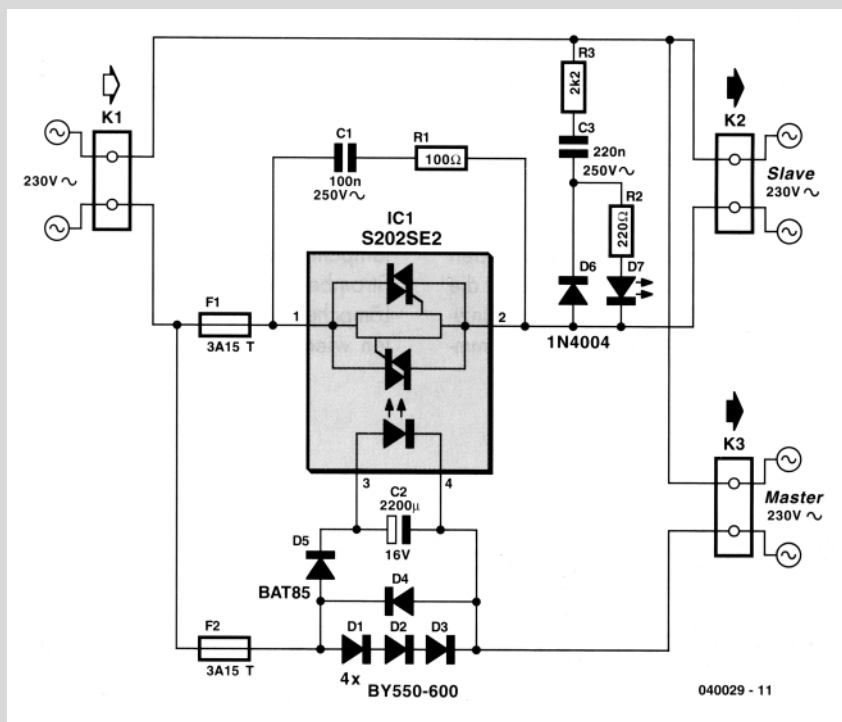 K1
230V ~
F1
3A15 T
F2
3A15 T
C1
100n
250V ~
R1
100Ω
IC1
S202SE2
1
2
3
4
C2
2200µ
16V
D5
BAT85
D4
D1
D2
D3
4x
BY550-600
R3
2k2
C3
220n
250V ~
R2
220Ω
D6
D7
1N4004
K2
Slave
230V ~
K3
Master
230V ~
040029 - 11